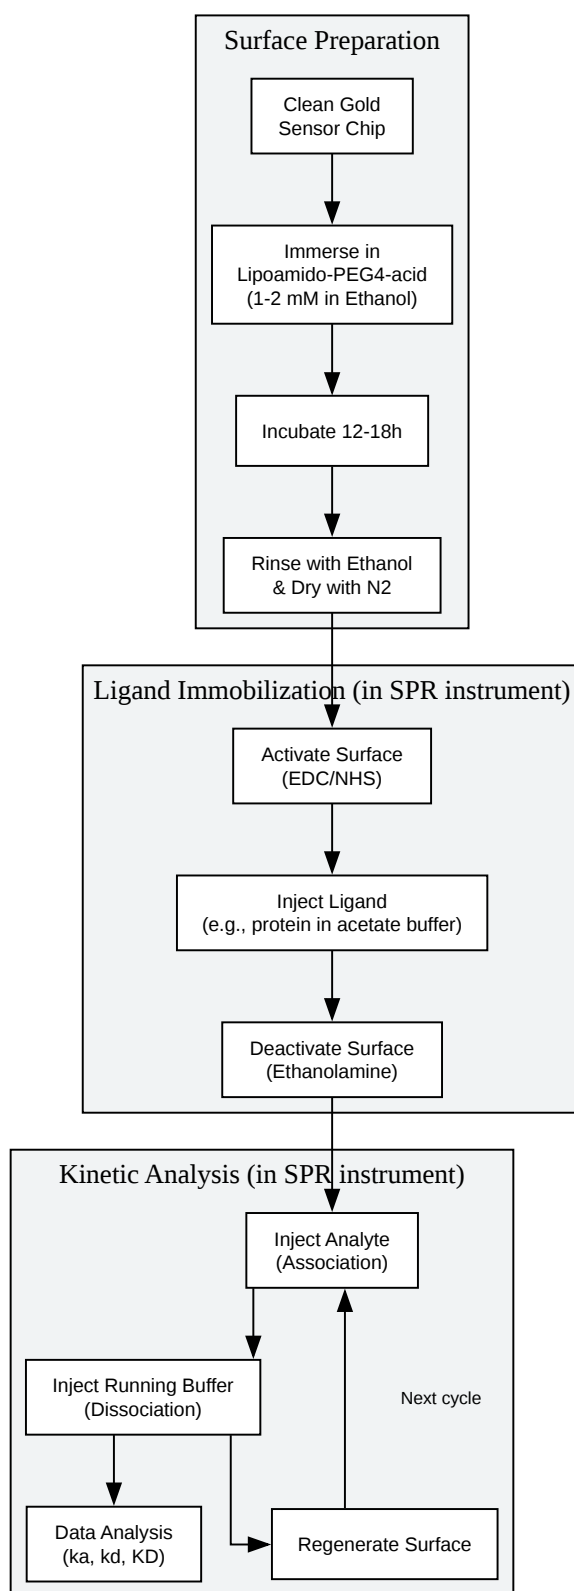 Surface Preparation
Clean Gold
Sensor Chip
Immerse in
Lipoamido-PEG4-acid
(1-2 mM in Ethanol)
Incubate 12-18h
Rinse with Ethanol
& Dry with N2
Ligand Immobilization (in SPR instrument)
Activate Surface
(EDC/NHS)
Inject Ligand
(e.g., protein in acetate buffer)
Deactivate Surface
(Ethanolamine)
Kinetic Analysis (in SPR instrument)
Inject Analyte
(Association)
Inject Running Buffer
(Dissociation)
Next cycle
Data Analysis
(ka, kd, KD)
Regenerate Surface